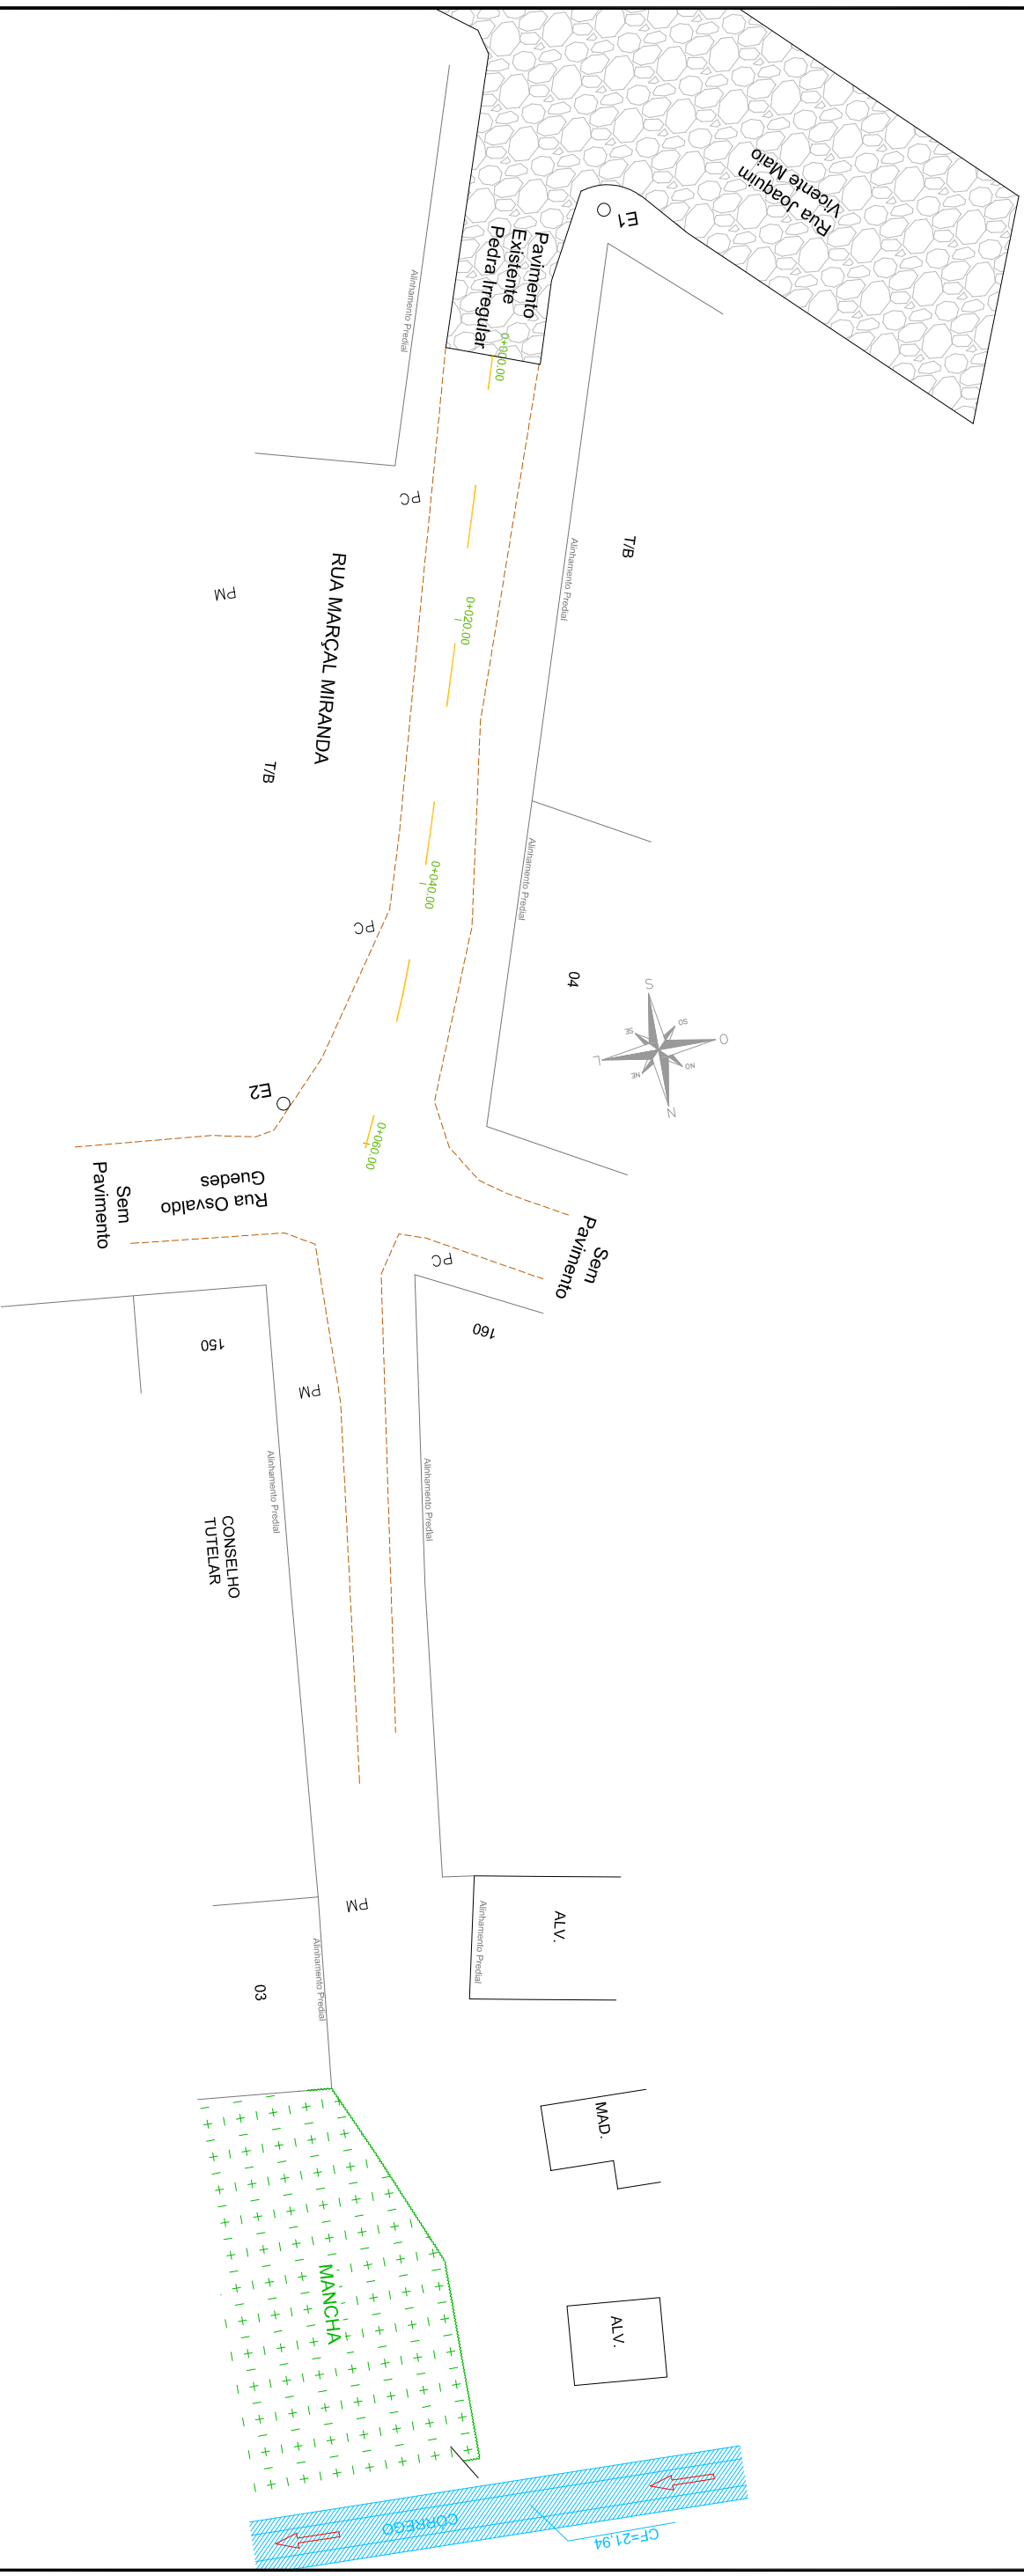 Rua Joaquim
Vicente Maio
E1
Pavimento
Existente
Pedra Irregular
0+000.00
Alinhamento Predial
PC
Alinhamento Predial
T/B
RUA MARÇAL MIRANDA
PM
0+020.00
T/B
Alinhamento Predial
0+040.00
PC
04
S
SO
O
NO
N
NE
L
SE
E2
0+060.00
Rua Osvaldo
Guedes
Sem
Pavimento
Sem
Pavimento
PC
160
150
PM
Alinhamento Predial
Alinhamento Predial
CONSELHO
TUTELAR
PM
Alinhamento Predial
ALV.
Alinhamento Predial
03
MAD.
MANCHA
ALV.
CÓRREGO
CF=21,94